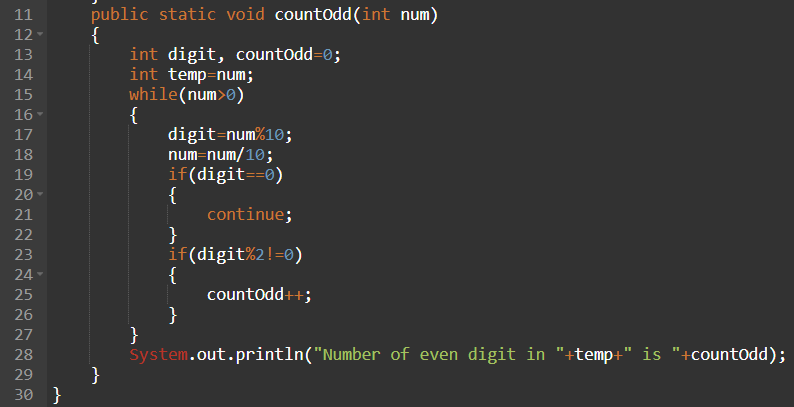 11 public static void countOdd(int num)
12 {
13 int digit, countOdd=0;
14 int temp=num;
15 while(num>0)
16 {
17 digit=num%10;
18 num=num/10;
19 if(digit==0)
20 {
21 continue;
22 }
23 if(digit%2!=0)
24 {
25 countOdd++;
26 }
27 }
28 System.out.println("Number of even digit in "+temp+" is "+countOdd);
29 }
30 }